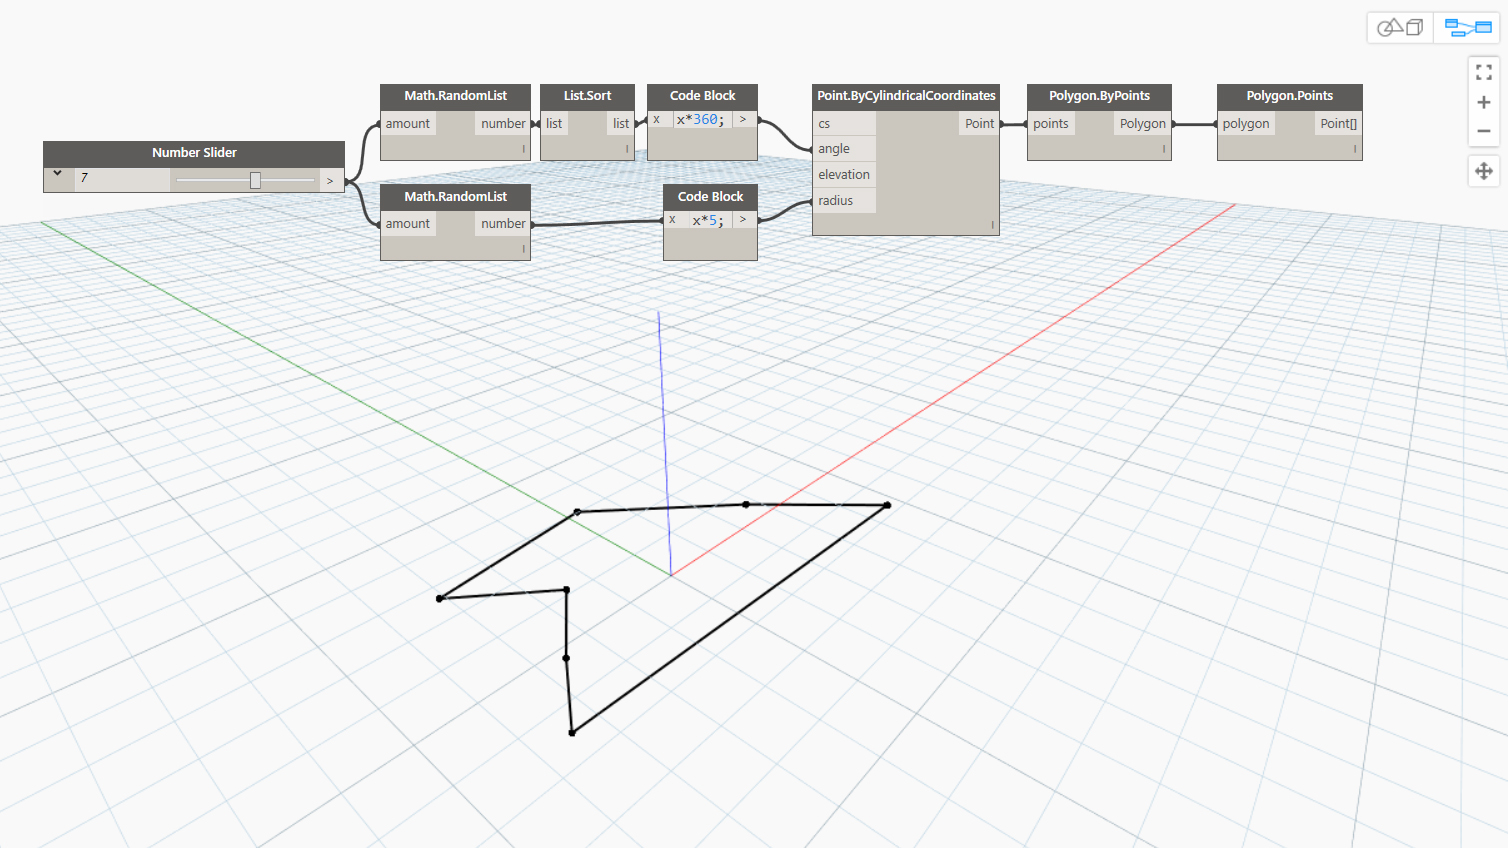 Number Slider
7
>
Math.RandomList
amount
number
I
Math.RandomList
amount
number
I
List.Sort
list
list
I
Code Block
x
x*360;
>
Code Block
x
x*5;
>
Point.ByCylindricalCoordinates
cs
Point
angle
elevation
radius
I
Polygon.ByPoints
points
Polygon
I
Polygon.Points
polygon
Point[]
I